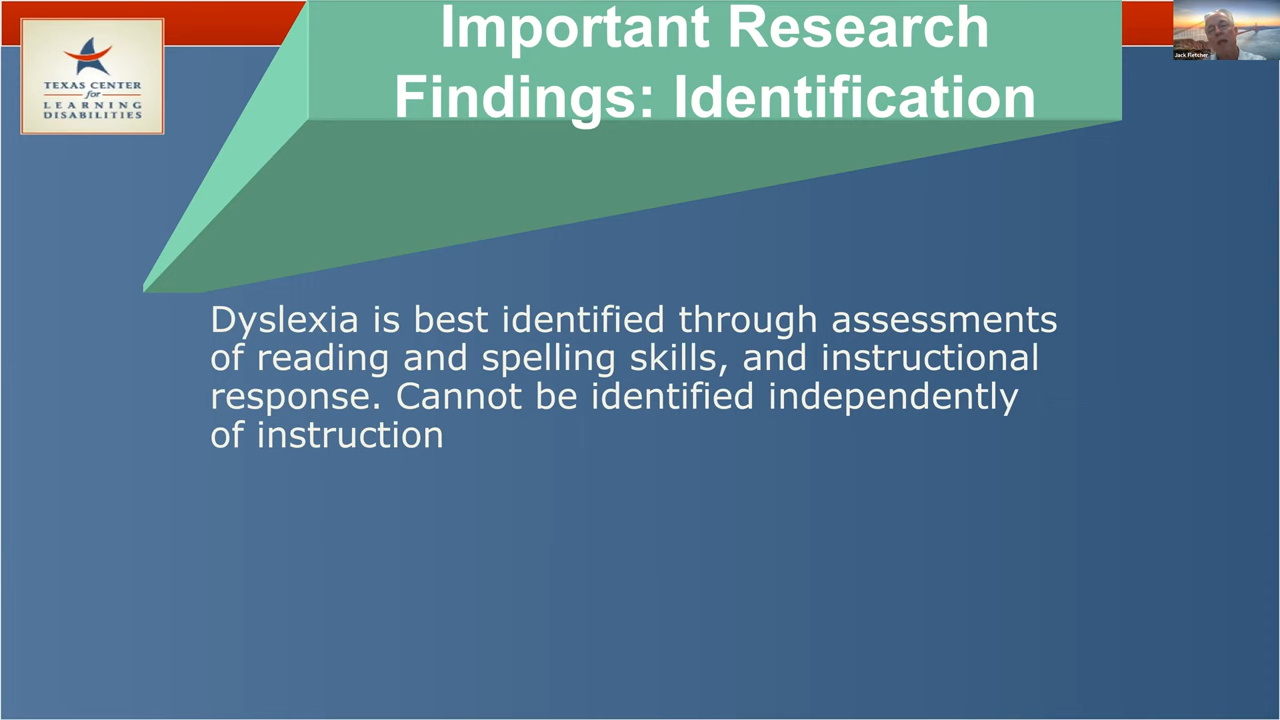 Important Research
Findings: Identification
TEXAS CENTER
for
LEARNING
DISABILITIES
Jack Fletcher
Dyslexia is best identified through assessments
of reading and spelling skills, and instructional
response. Cannot be identified independently
of instruction